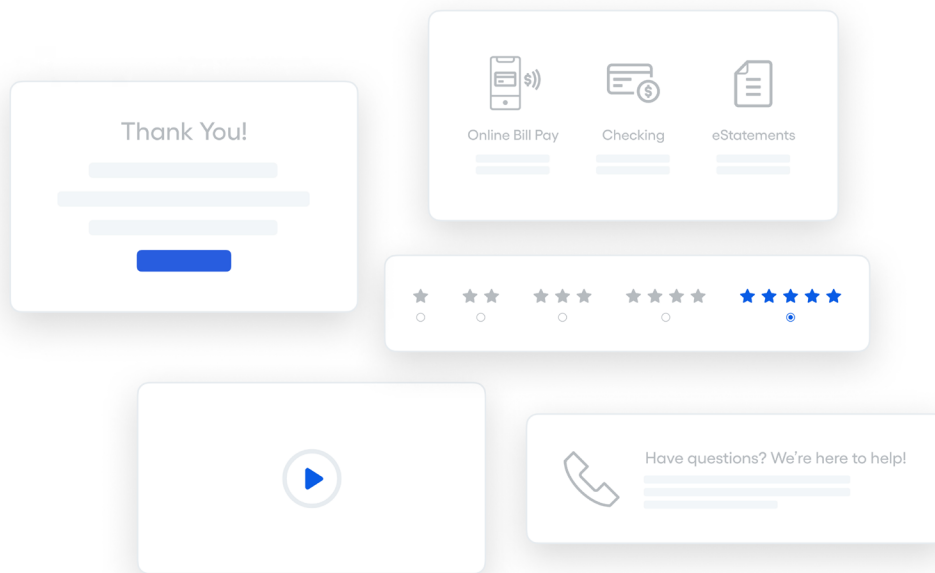 Thank You!
Online Bill Pay
Checking
eStatements
Have questions? We're here to help!